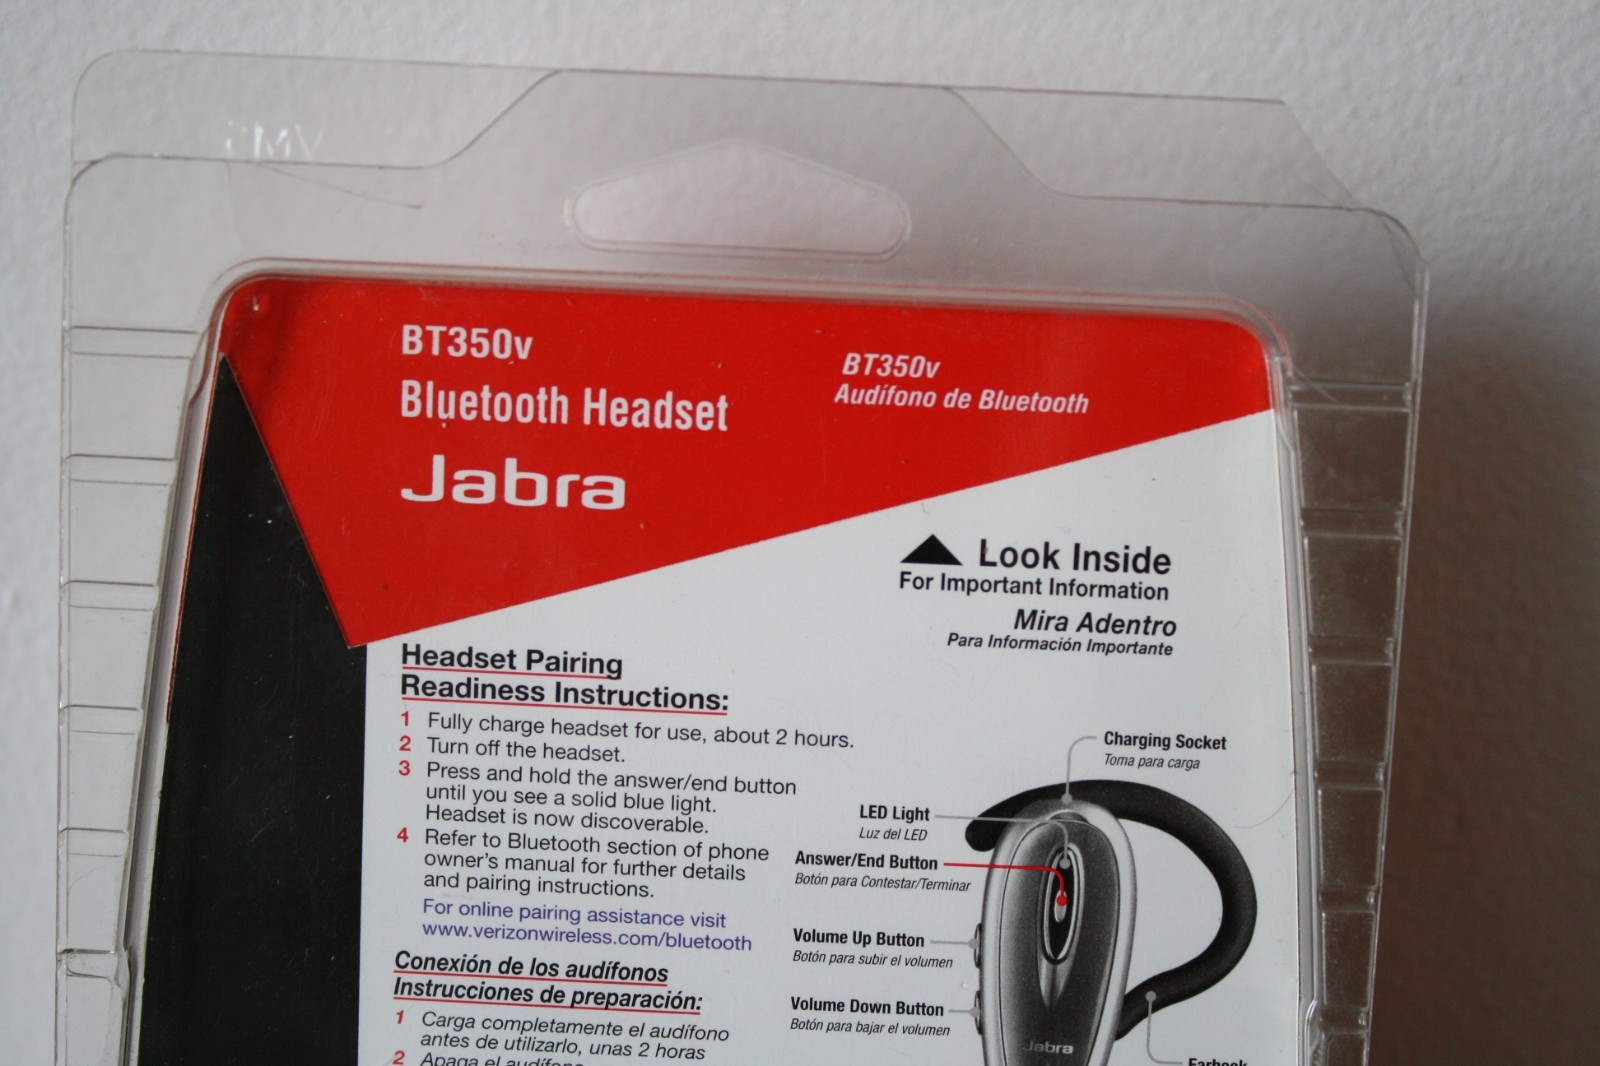 BT350v
Bluetooth Headset
Jabra
BT350v
Audífono de Bluetooth
Look Inside
For Important Information
Mira Adentro
Para Información Importante
Headset Pairing
Readiness Instructions:
1 Fully charge headset for use, about 2 hours.
2 Turn off the headset.
3 Press and hold the answer/end button
until you see a solid blue light.
Headset is now discoverable.
4 Refer to Bluetooth section of phone
owner's manual for further details
and pairing instructions.
For online pairing assistance visit
www.verizonwireless.com/bluetooth
Conexión de los audífonos
Instrucciones de preparación:
1 Carga completamente el audífono
antes de utilizarlo, unas 2 horas
2 Apaga el audífono
Charging Socket
Toma para carga
LED Light
Luz del LED
Answer/End Button
Botón para Contestar/Terminar
Volume Up Button
Botón para subir el volumen
Volume Down Button
Botón para bajar el volumen
Jabra
Earhook